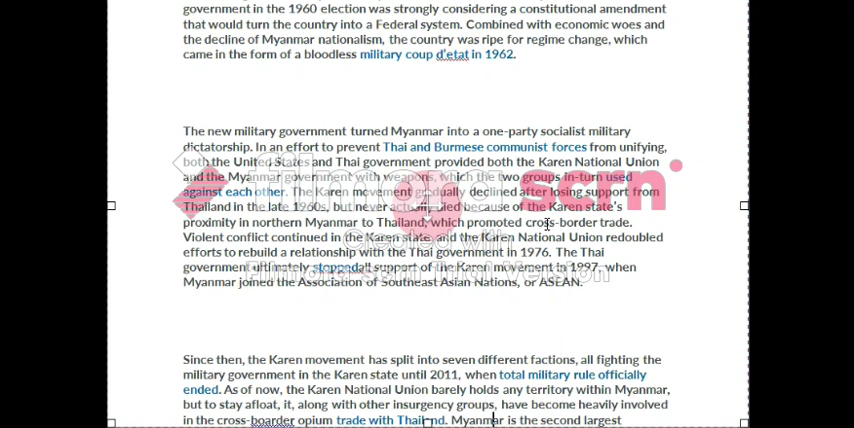 government in the 1960 election was strongly considering a constitutional amendment
that would turn the country into a Federal system. Combined with economic woes and
the decline of Myanmar nationalism, the country was ripe for regime change, which
came in the form of a bloodless military coup d'etat in 1962.
The new military government turned Myanmar into a one-party socialist military
dictatorship. In an effort to prevent Thai and Burmese communist forces from unifying,
both the United States and Thai government provided both the Karen National Union
and the Myanmar government with weapons, which the two groups in-turn used
against each other. The Karen movement gradually declined after losing support from
Thailand in the late 1960s, but never actually died because of the Karen state's
proximity in northern Myanmar to Thailand, which promoted cross-border trade.
Violent conflict continued in the Karen state and the Karen National Union redoubled
efforts to rebuild a relationship with the Thai government in 1976. The Thai
government ultimately stoppedall support of the Karen movement in 1997, when
Myanmar joined the Association of Southeast Asian Nations, or ASEAN.
filmora scrn
Created with
Filmora scrn Trial Version
Since then, the Karen movement has split into seven different factions, all fighting the
military government in the Karen state until 2011, when total military rule officially
ended. As of now, the Karen National Union barely holds any territory within Myanmar,
but to stay afloat, it, along with other insurgency groups, have become heavily involved
in the cross-boarder opium trade with Thailand. Myanmar is the second largest